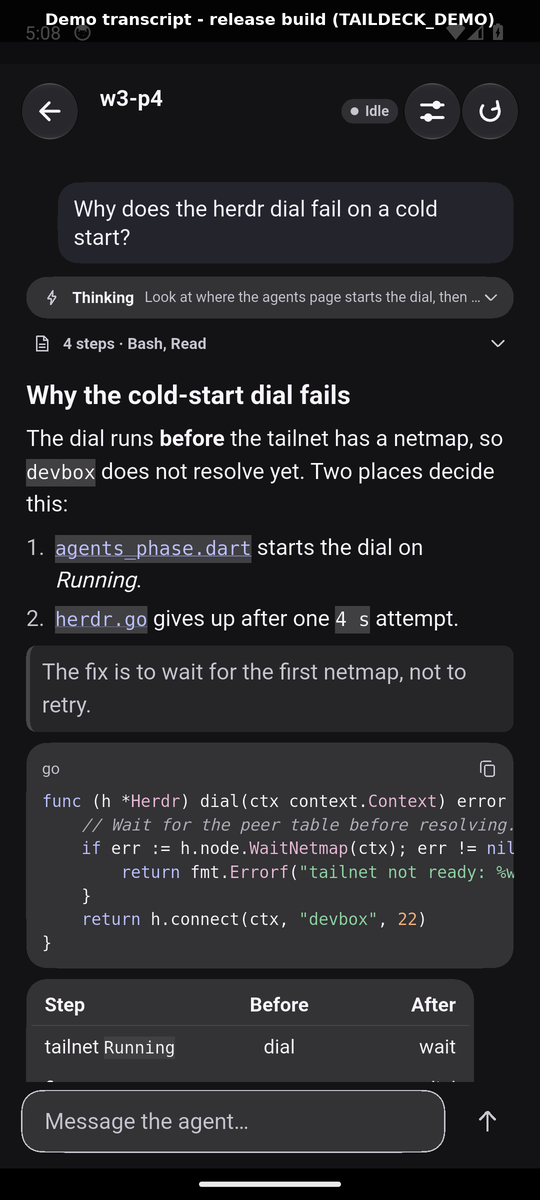 Demo transcript - release build (TAILDECK_DEMO)
5:08
w3-p4
Idle
Why does the herdr dial fail on a cold
start?
Thinking Look at where the agents page starts the dial, then …
4 steps · Bash, Read
Why the cold-start dial fails
The dial runs before the tailnet has a netmap, so
devbox does not resolve yet. Two places decide
this:
1. agents_phase.dart starts the dial on
Running.
2. herdr.go gives up after one 4 s attempt.
The fix is to wait for the first netmap, not to
retry.
go
func (h *Herdr) dial(ctx context.Context) error
// Wait for the peer table before resolving.
if err := h.node.WaitNetmap(ctx); err != nil
return fmt.Errorf("tailnet not ready: %w
}
return h.connect(ctx, "devbox", 22)
}
Step Before After
tailnet Running dial wait
Message the agent…